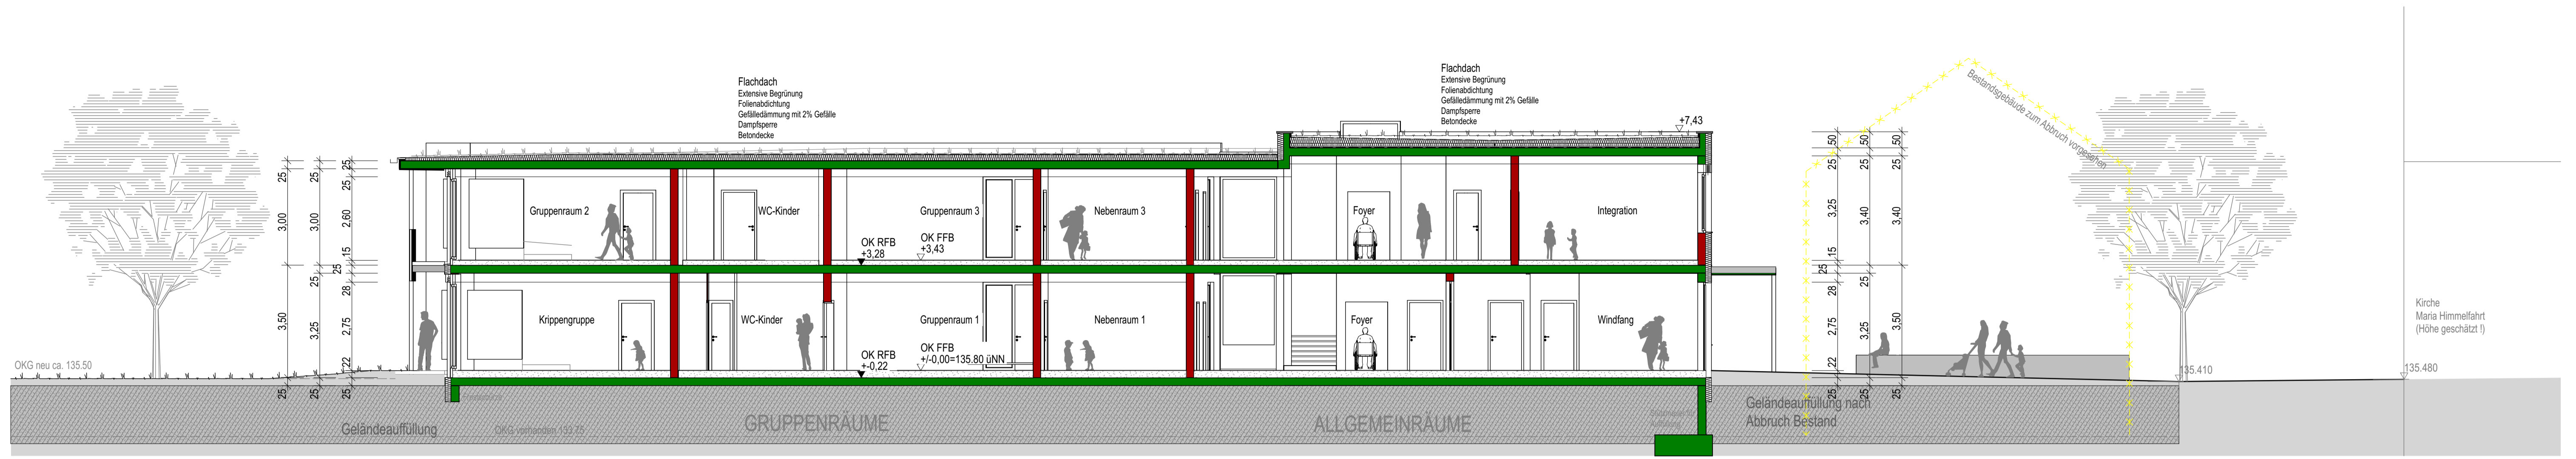 Flachdach
Extensive Begrünung
Folienabdichtung
Gefälledämmung mit 2% Gefälle
Dampfsperre
Betondecke
Flachdach
Extensive Begrünung
Folienabdichtung
Gefälledämmung mit 2% Gefälle
Dampfsperre
Betondecke
+7,43
Bestandsgebäude zum Abbruch vorgesehen
25
3,00
3,50
25
25
3,00
25
3,25
25
25
25
2,60
15
25
28
2,75
22
25
Gruppenraum 2
WC-Kinder
Gruppenraum 3
Nebenraum 3
Foyer
Integration
OK RFB
+3,28
OK FFB
+3,43
Krippengruppe
WC-Kinder
Gruppenraum 1
Nebenraum 1
Foyer
Windfang
OK RFB
+-0,22
OK FFB
+/-0,00=135.80 üNN
50
25
3,25
15
25
28
2,75
22
25
50
25
3,40
25
3,25
25
50
25
3,40
3,50
25
Kirche
Maria Himmelfahrt
(Höhe geschätzt !)
OKG neu ca. 135.50
135.410
135.480
Geländeauffüllung
OKG vorhanden 133.75
GRUPPENRÄUME
ALLGEMEINRÄUME
Geländeauffüllung nach
Abbruch Bestand